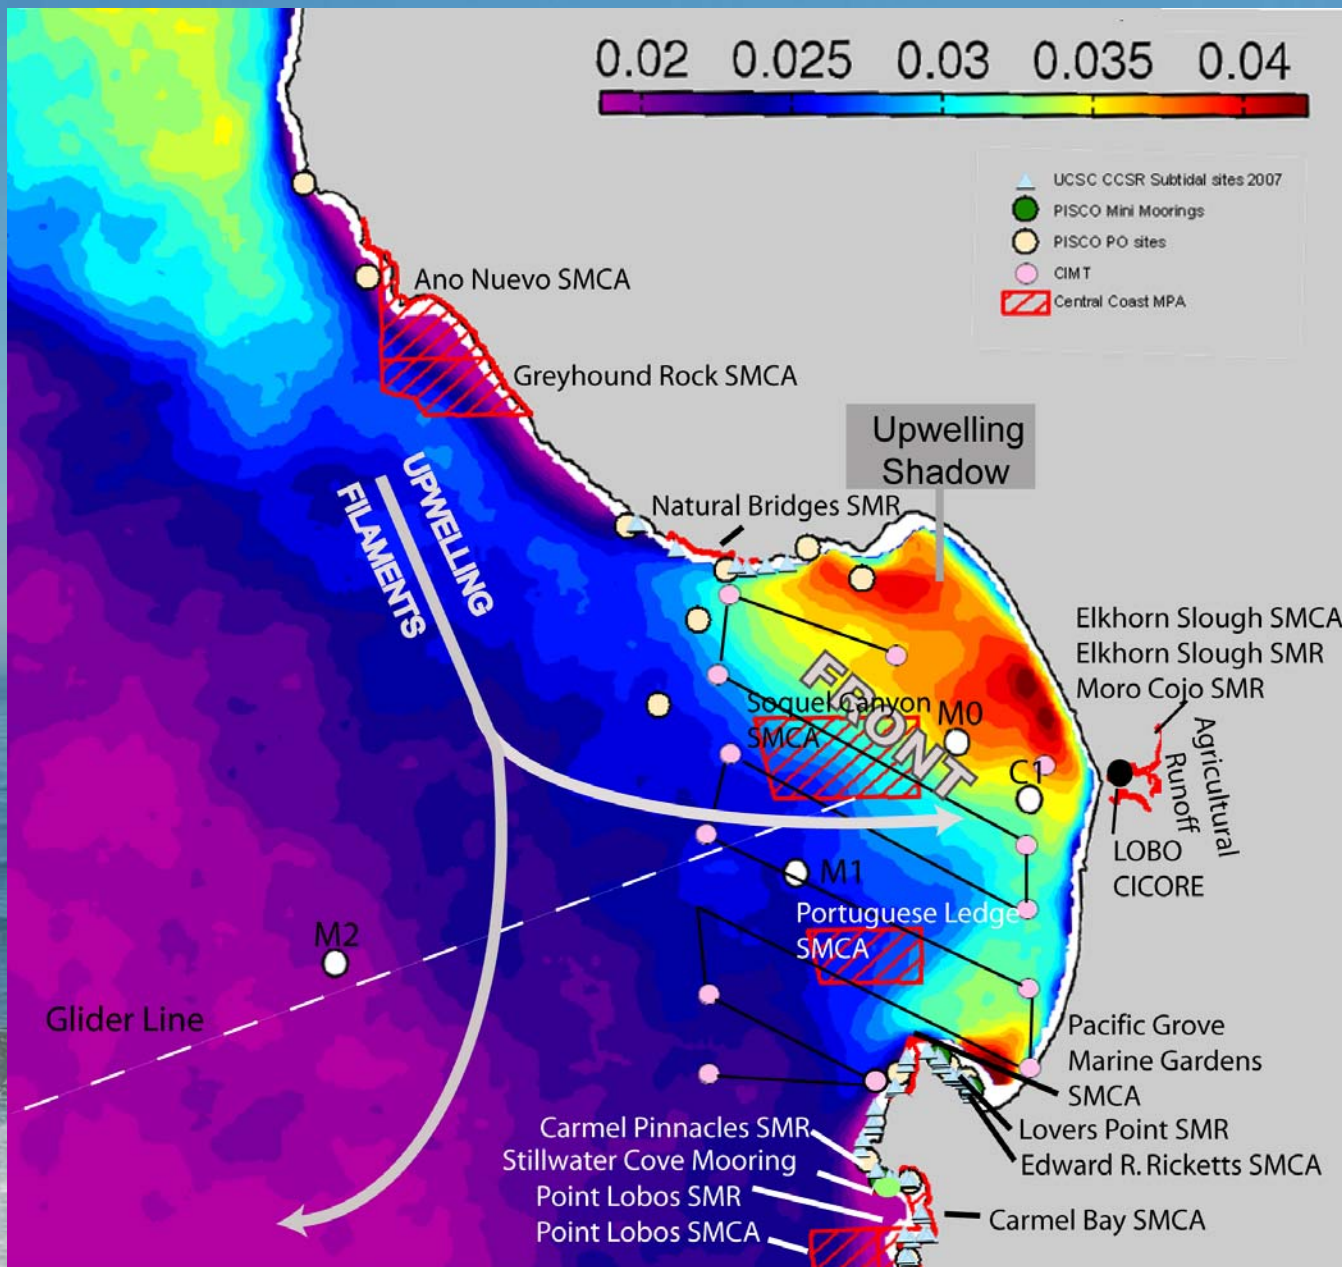 0.02 0.025 0.03 0.035 0.04
UCSC CCSR Subtidal sites 2007
PISCO Mini Moorings
PISCO PO sites
CIMT
Central Coast MPA
Ano Nuevo SMCA
Greyhound Rock SMCA
Upwelling
Shadow
UPWELLING
FILAMENTS
Natural Bridges SMR
Elkhorn Slough SMCA
Elkhorn Slough SMR
Moro Cojo SMR
FRONT
Soquel Canyon
SMCA
M0
C1
Agricultural
Runoff
LOBO
CICORE
M1
Portuguese Ledge
SMCA
M2
Glider Line
Pacific Grove
Marine Gardens
SMCA
Lovers Point SMR
Edward R. Ricketts SMCA
Carmel Pinnacles SMR
Stillwater Cove Mooring
Point Lobos SMR
Point Lobos SMCA
Carmel Bay SMCA